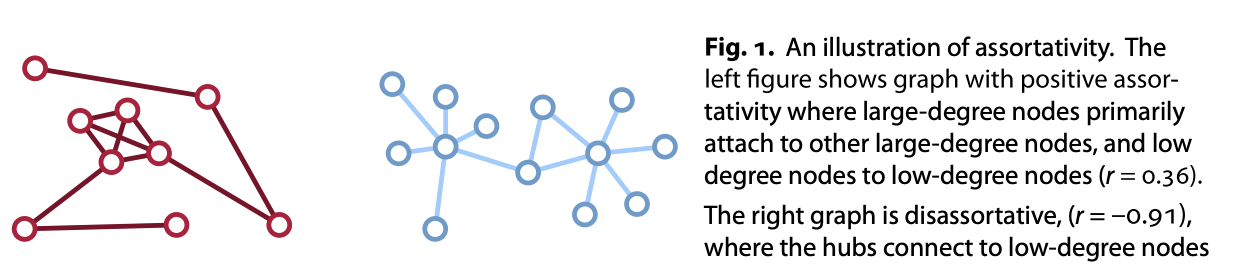 Fig. 1. An illustration of assortativity. The
left figure shows graph with positive assor-
tativity where large-degree nodes primarily
attach to other large-degree nodes, and low
degree nodes to low-degree nodes (r = 0.36).
The right graph is disassortative, (r = −0.91),
where the hubs connect to low-degree nodes